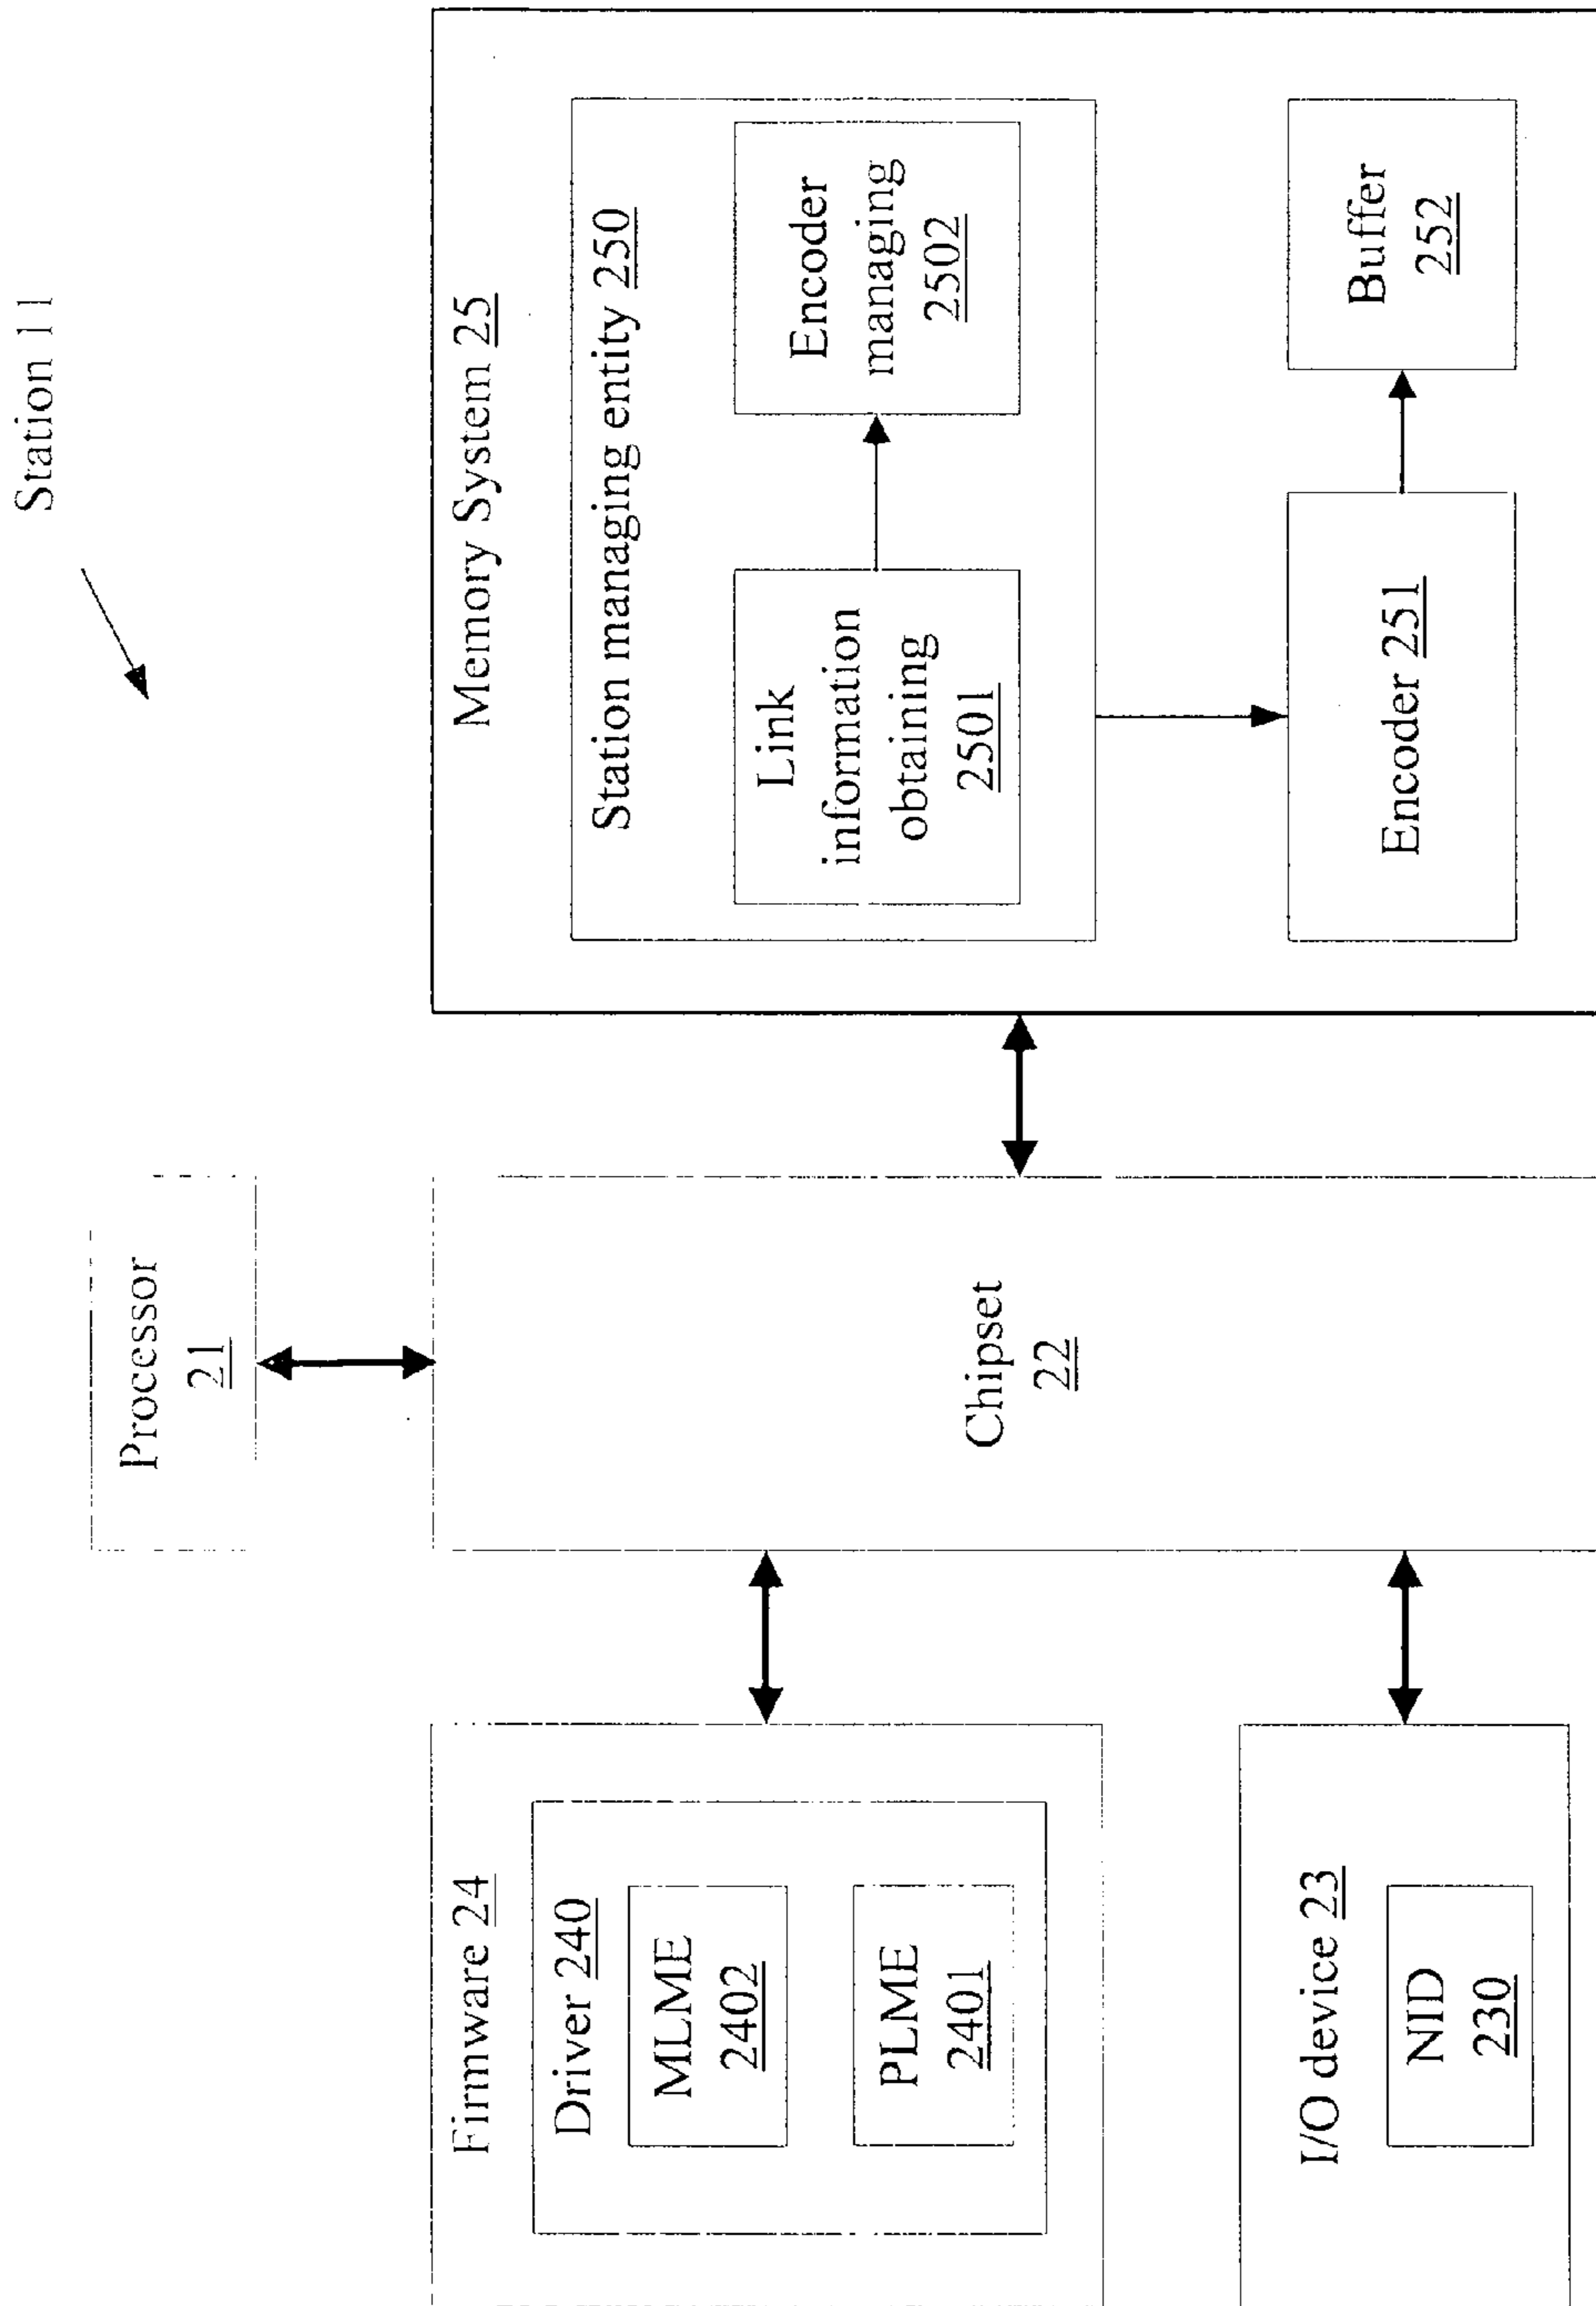 Station 11
Processor
21
Firmware 24
Driver 240
MLME
2402
PLME
2401
I/O device 23
NID
230
Chipset
22
Memory System 25
Station managing entity 250
Link
information
obtaining
2501
Encoder
managing
2502
Encoder 251
Buffer
252